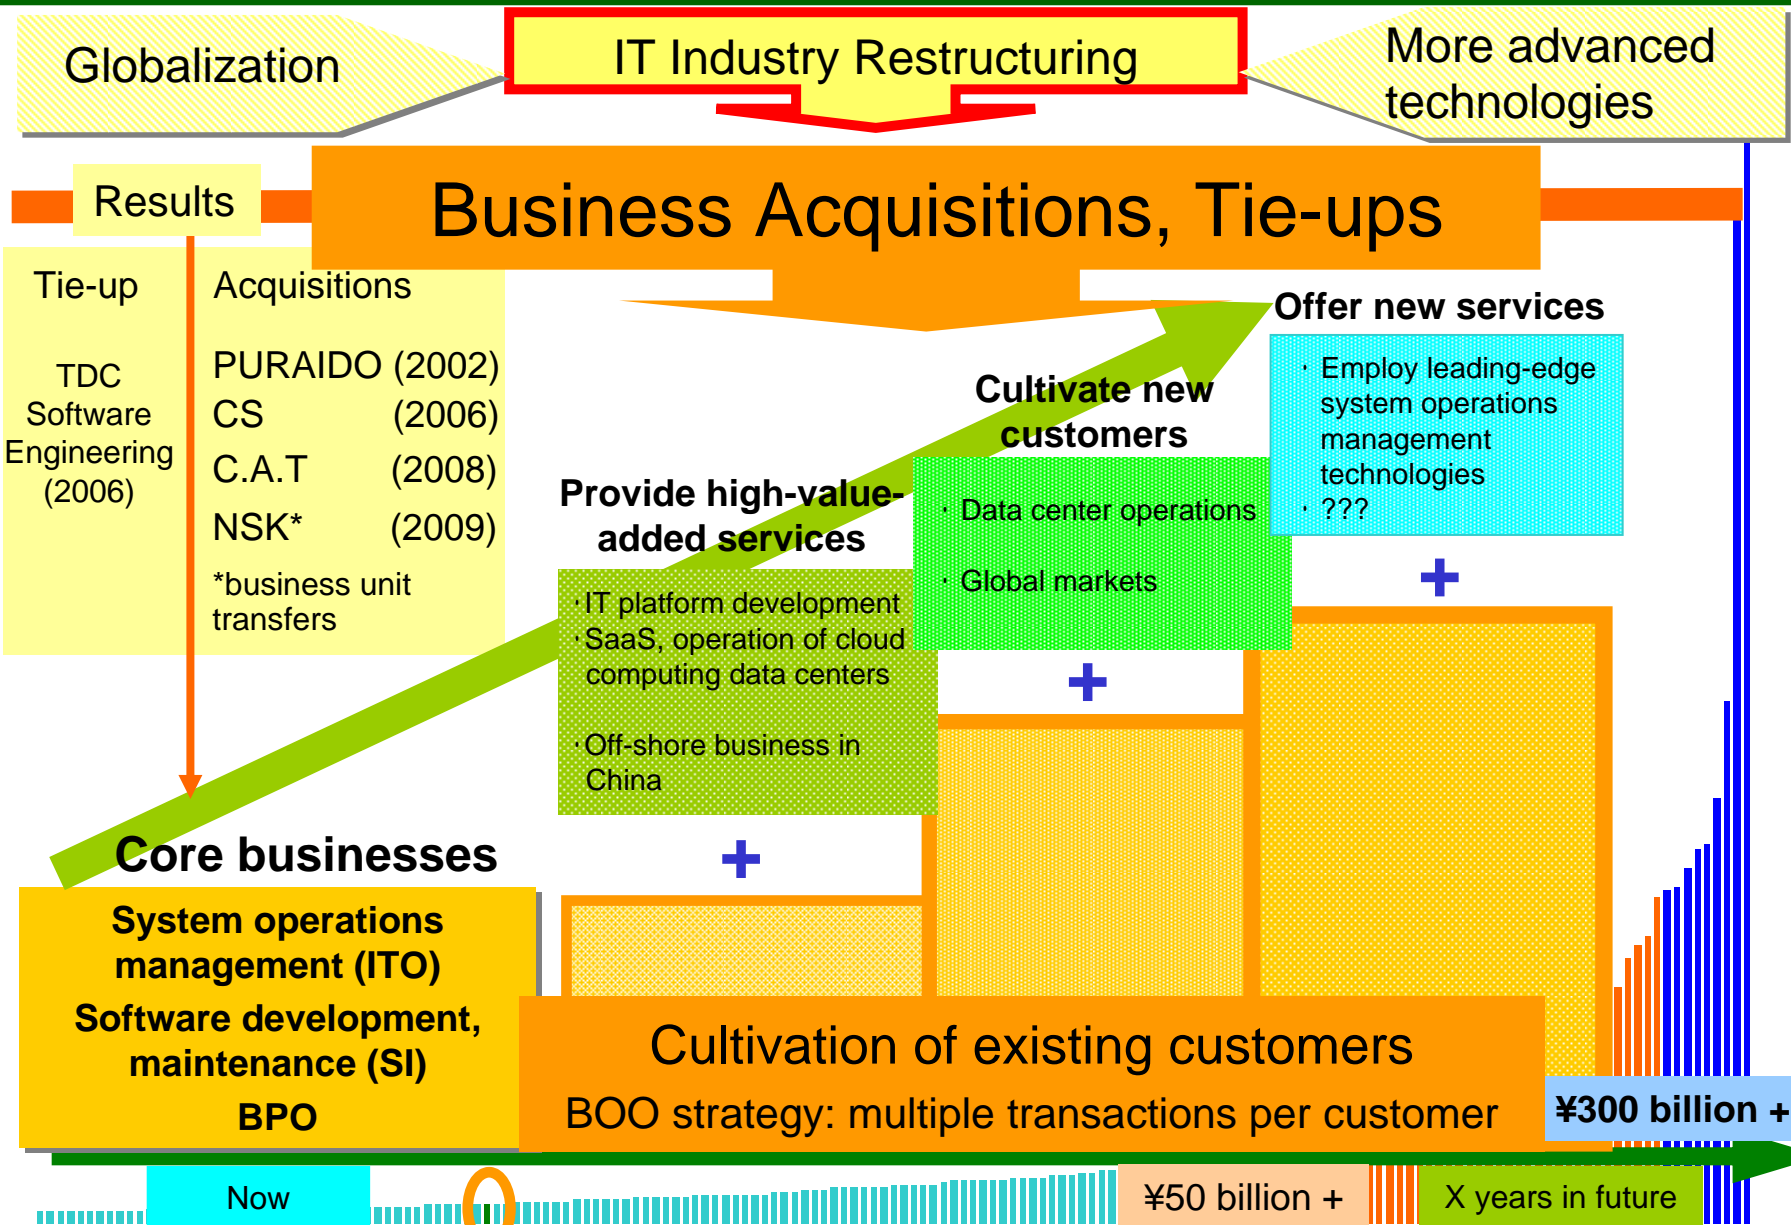 Globalization
IT Industry Restructuring
More advanced
technologies
Results
Business Acquisitions, Tie-ups
Tie-up
TDC
Software
Engineering
(2006)
Acquisitions
PURAIDO (2002)
CS (2006)
C.A.T (2008)
NSK* (2009)
*business unit
transfers
Offer new services
· Employ leading-edge
system operations
management
technologies
· ???
Cultivate new
customers
· Data center operations
· Global markets
Provide high-value-
added services
·IT platform development
·SaaS, operation of cloud
computing data centers
·Off-shore business in
China
+
+
+
Core businesses
System operations
management (ITO)
Software development,
maintenance (SI)
BPO
Cultivation of existing customers
BOO strategy: multiple transactions per customer
¥300 billion +
Now
¥50 billion +
X years in future